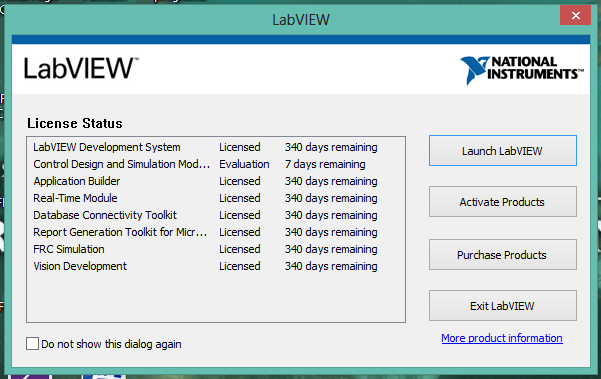 LabVIEW
LabVIEW™
NATIONAL
INSTRUMENTS™
License Status
LabVIEW Development System Licensed 340 days remaining
Control Design and Simulation Mod... Evaluation 7 days remaining
Application Builder Licensed 340 days remaining
Real-Time Module Licensed 340 days remaining
Database Connectivity Toolkit Licensed 340 days remaining
Report Generation Toolkit for Micr... Licensed 340 days remaining
FRC Simulation Licensed 340 days remaining
Vision Development Licensed 340 days remaining
Launch LabVIEW
Activate Products
Purchase Products
Exit LabVIEW
Do not show this dialog again
More product information